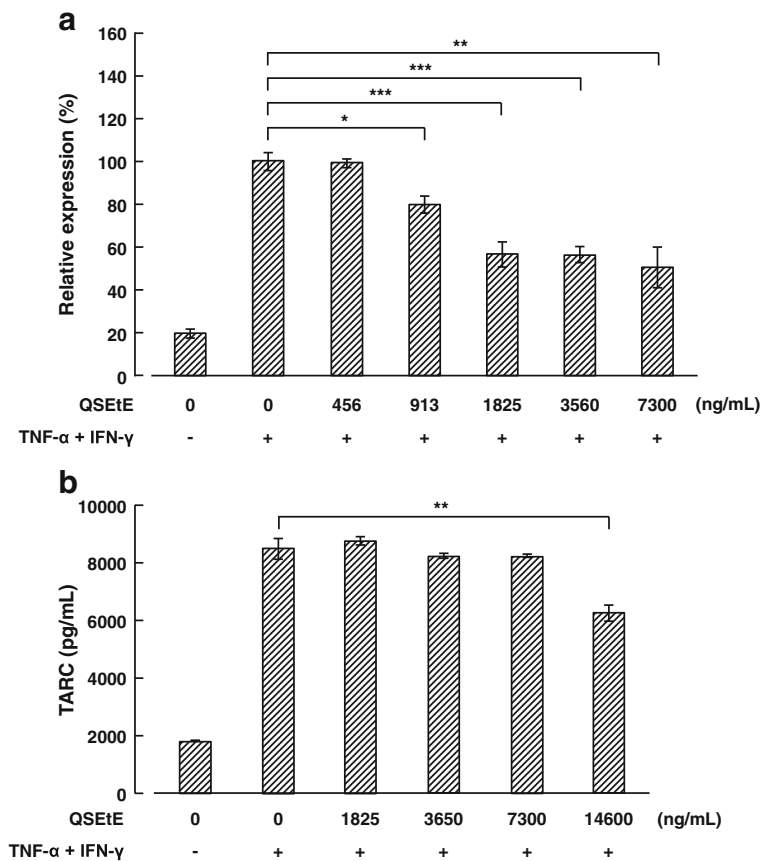 a
Relative expression (%)
160
140
120
100
80
60
40
20
0
**
***
***
*
QSEtE 0 0 456 913 1825 3560 7300 (ng/mL)
TNF-α + IFN-γ - + + + + + +
b
TARC (pg/mL)
10000
8000
6000
4000
2000
0
**
QSEtE 0 0 1825 3650 7300 14600 (ng/mL)
TNF-α + IFN-γ - + + + + +